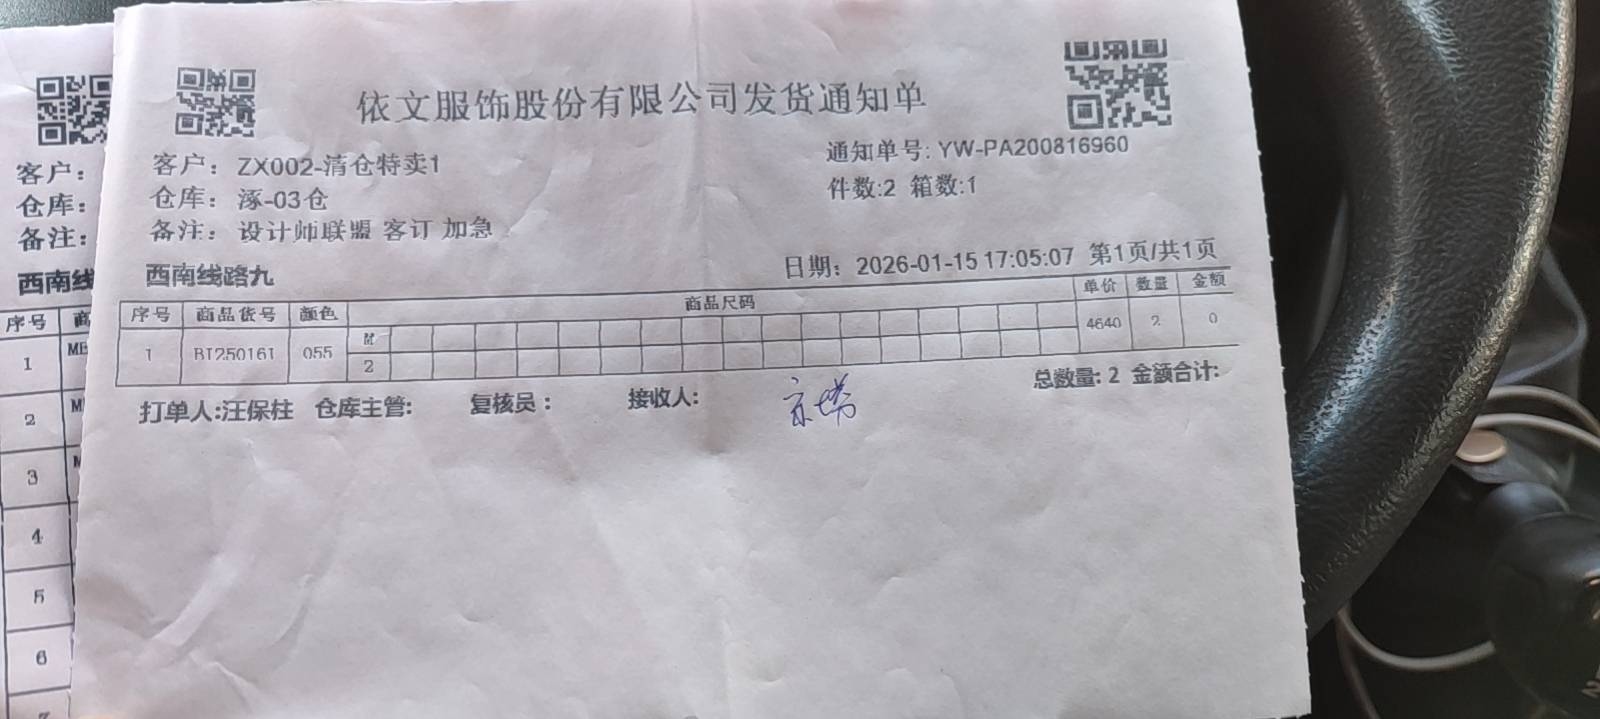 依文服饰股份有限公司发货通知单
客户：ZX002-清仓特卖1
通知单号: YW-PA200816960
仓库：涿-03仓
件数:2 箱数:1
备注：设计师联盟 客订 加急
西南线路九
日期：2026-01-15 17:05:07 第1页/共1页
序号 商品货号 颜色 商品尺码 单价 数量 金额
M
1 BT250161 055 4640 2 0
2
总数量: 2 金额合计:
打单人:汪保柱 仓库主管: 复核员： 接收人:
客户：
仓库：
备注：
西南线
序号
1
2
3
4
5
6